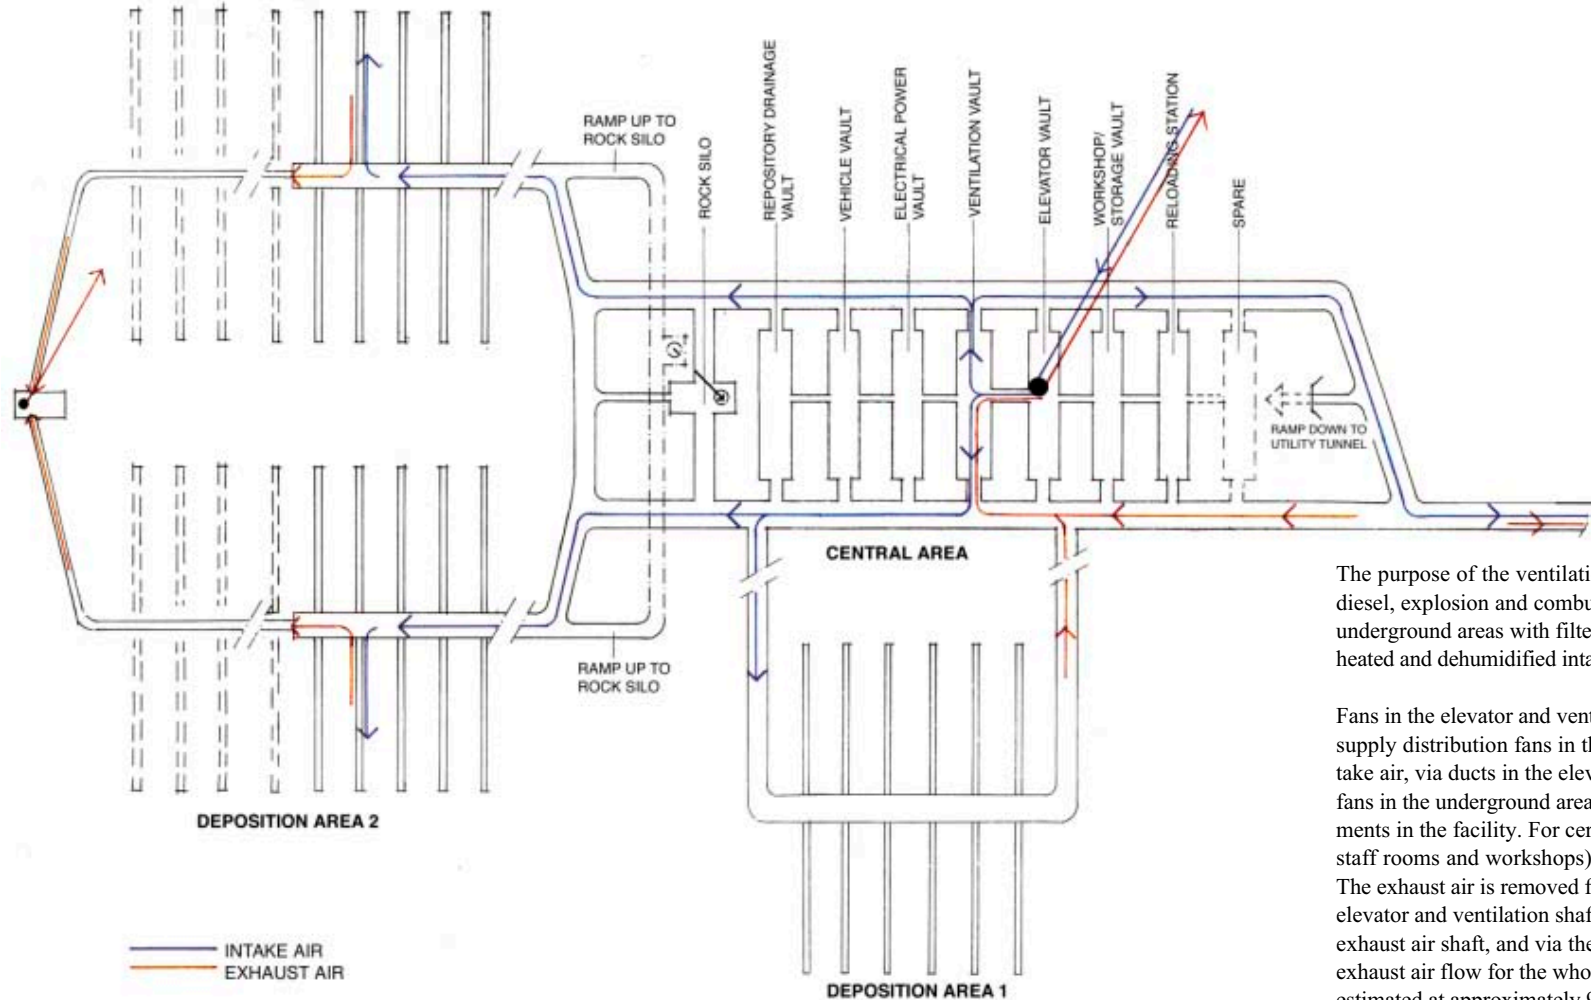 RAMP UP TO
ROCK SILO
ROCK SILO
REPOSITORY DRAINAGE
VAULT
VEHICLE VAULT
ELECTRICAL POWER
VAULT
VENTILATION VAULT
ELEVATOR VAULT
WORKSHOP/
STORAGE VAULT
RELOADING STATION
SPARE
RAMP DOWN TO
UTILITY TUNNEL
CENTRAL AREA
RAMP UP TO
ROCK SILO
DEPOSITION AREA 2
INTAKE AIR
EXHAUST AIR
DEPOSITION AREA 1
The purpose of the ventilati
diesel, explosion and combu
underground areas with filte
heated and dehumidified inta
Fans in the elevator and vent
supply distribution fans in th
take air, via ducts in the elev
fans in the underground area
ments in the facility. For cer
staff rooms and workshops)
The exhaust air is removed f
elevator and ventilation shaf
exhaust air shaft, and via the
exhaust air flow for the who
estimated at approximately